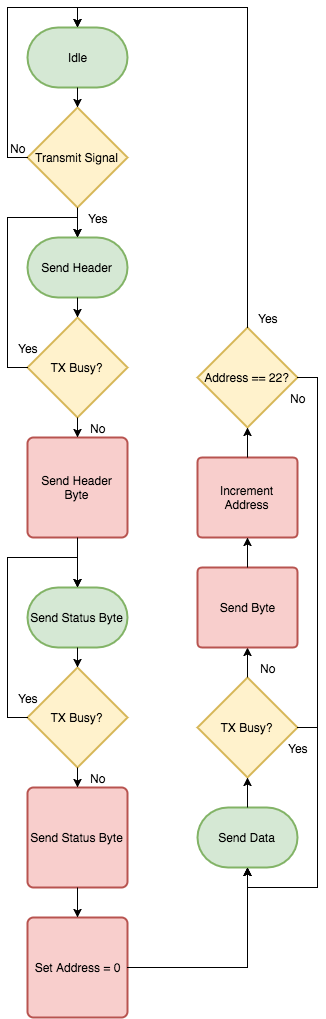 Idle
Transmit Signal
No
Yes
Send Header
TX Busy?
Yes
No
Send Header
Byte
Send Status Byte
TX Busy?
Yes
No
Send Status Byte
Set Address = 0
Send Data
TX Busy?
Yes
No
Send Byte
Increment
Address
Address == 22?
No
Yes